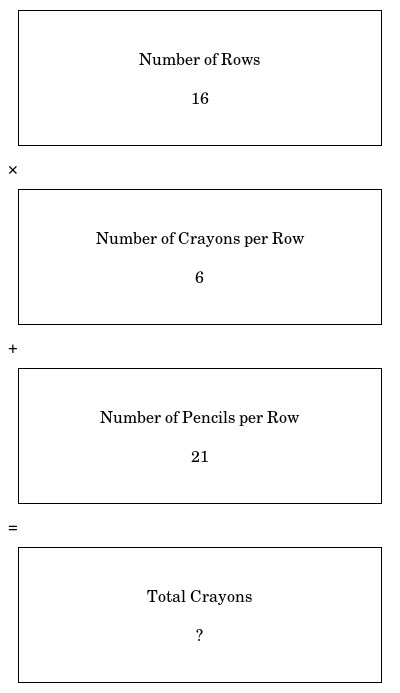 Number of Rows
16
×
Number of Crayons per Row
6
+
Number of Pencils per Row
21
=
Total Crayons
?